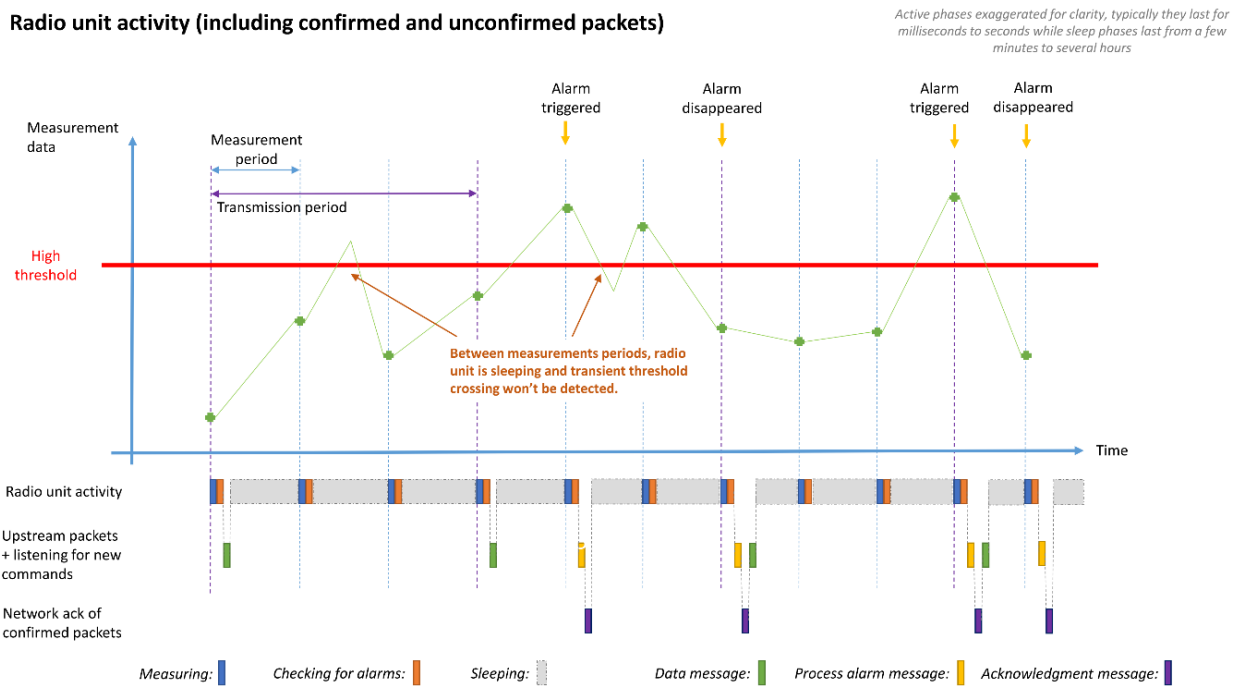 Radio unit activity (including confirmed and unconfirmed packets)
Active phases exaggerated for clarity, typically they last for
milliseconds to seconds while sleep phases last from a few
minutes to several hours
Alarm
triggered
Alarm
disappeared
Alarm
triggered
Alarm
disappeared
Measurement
data
Measurement
period
Transmission period
High
threshold
Between measurements periods, radio
unit is sleeping and transient threshold
crossing won't be detected.
Time
Radio unit activity
Upstream packets
+ listening for new
commands
Network ack of
confirmed packets
Measuring:
Checking for alarms:
Sleeping:
Data message:
Process alarm message:
Acknowledgment message: